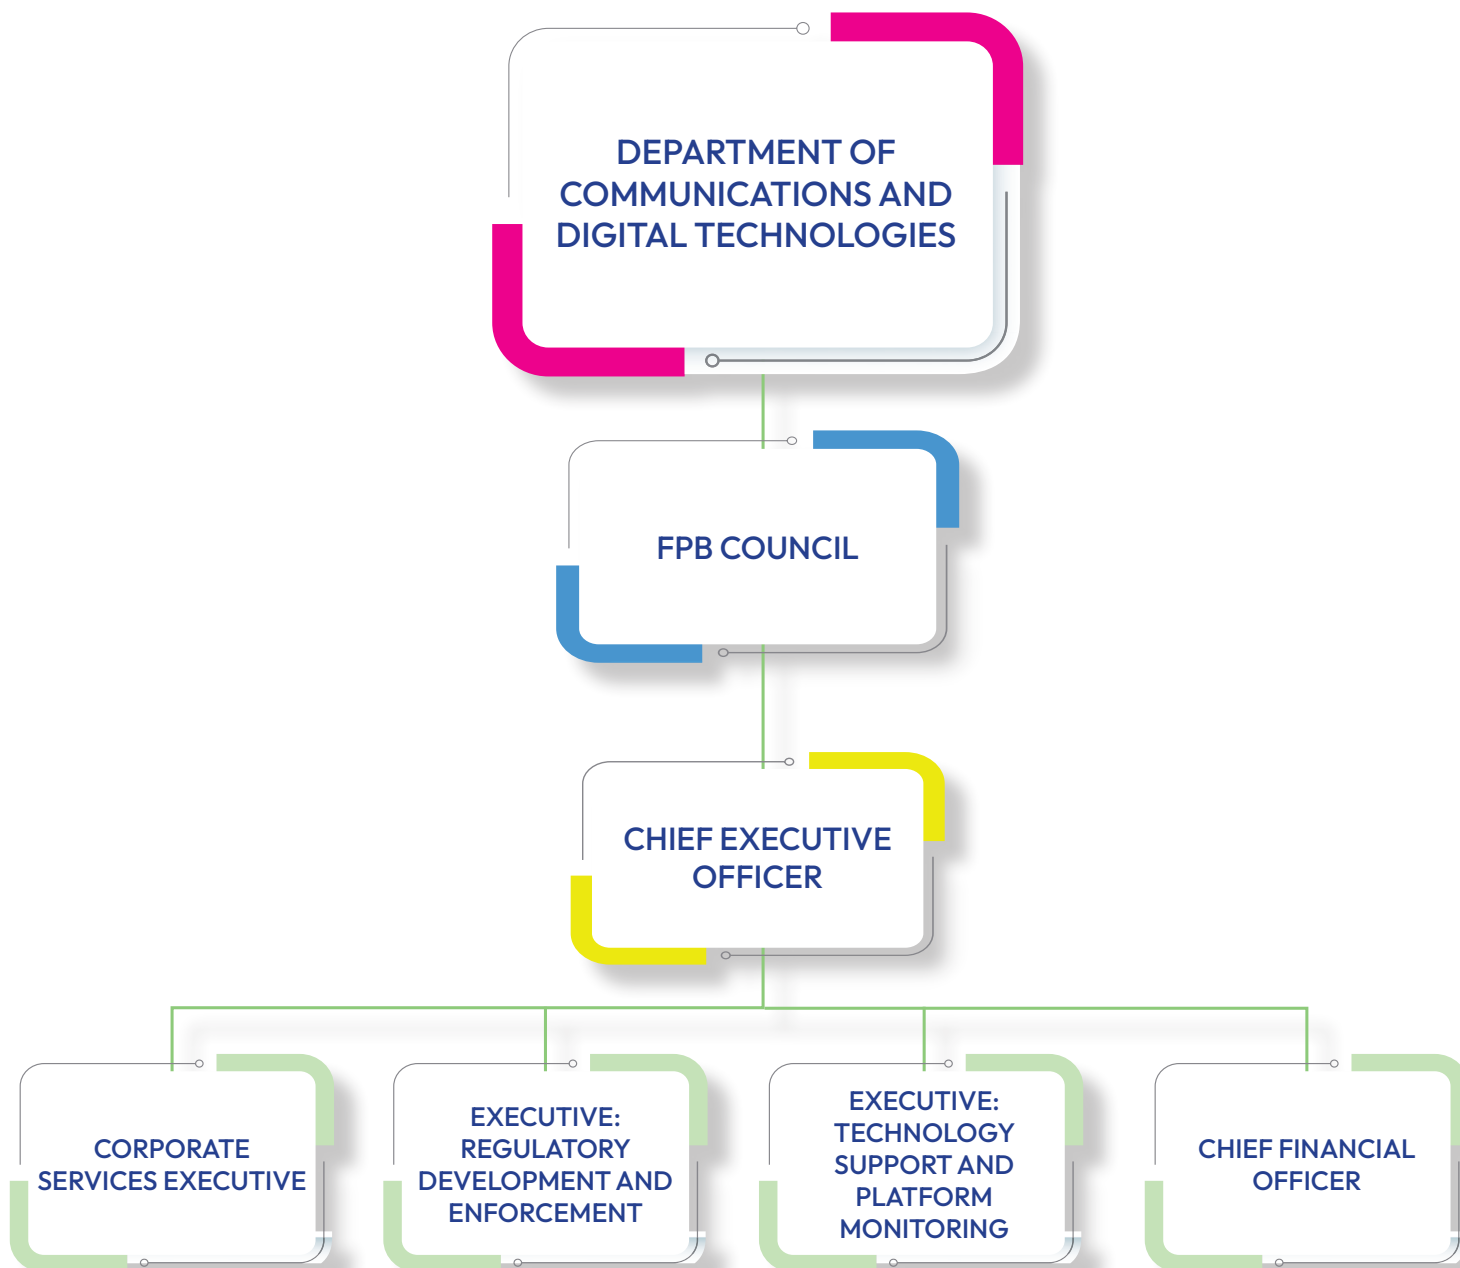 DEPARTMENT OF
COMMUNICATIONS AND
DIGITAL TECHNOLOGIES
FPB COUNCIL
CHIEF EXECUTIVE
OFFICER
CORPORATE
SERVICES EXECUTIVE
EXECUTIVE:
REGULATORY
DEVELOPMENT AND
ENFORCEMENT
EXECUTIVE:
TECHNOLOGY
SUPPORT AND
PLATFORM
MONITORING
CHIEF FINANCIAL
OFFICER